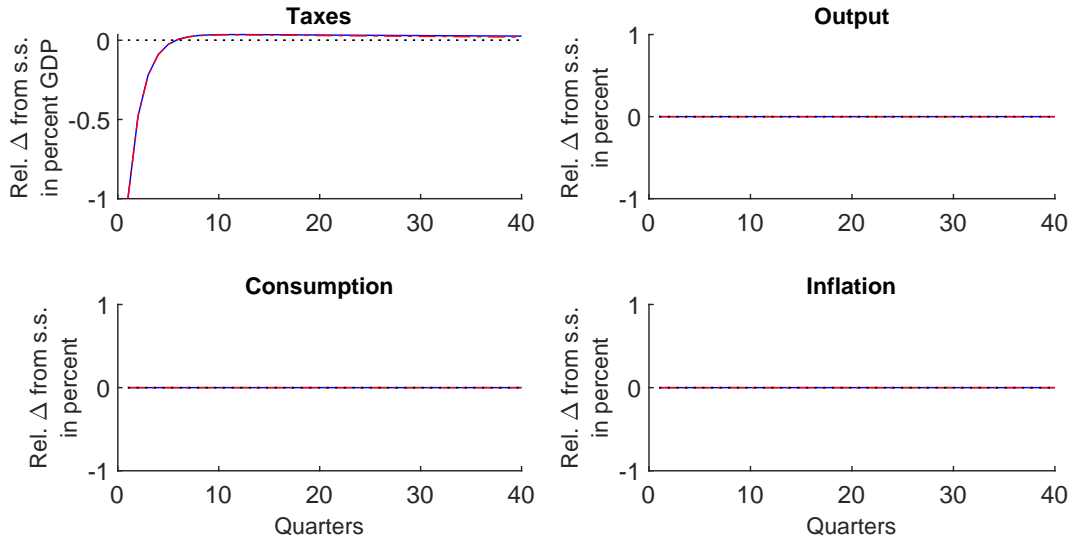 Taxes
Rel. Δ from s.s.
in percent GDP
0
-0.5
-1
0 10 20 30 40
Output
Rel. Δ from s.s.
in percent
1
0
-1
0 10 20 30 40
Consumption
Rel. Δ from s.s.
in percent
1
0
-1
0 10 20 30 40
Quarters
Inflation
Rel. Δ from s.s.
in percent
1
0
-1
0 10 20 30 40
Quarters